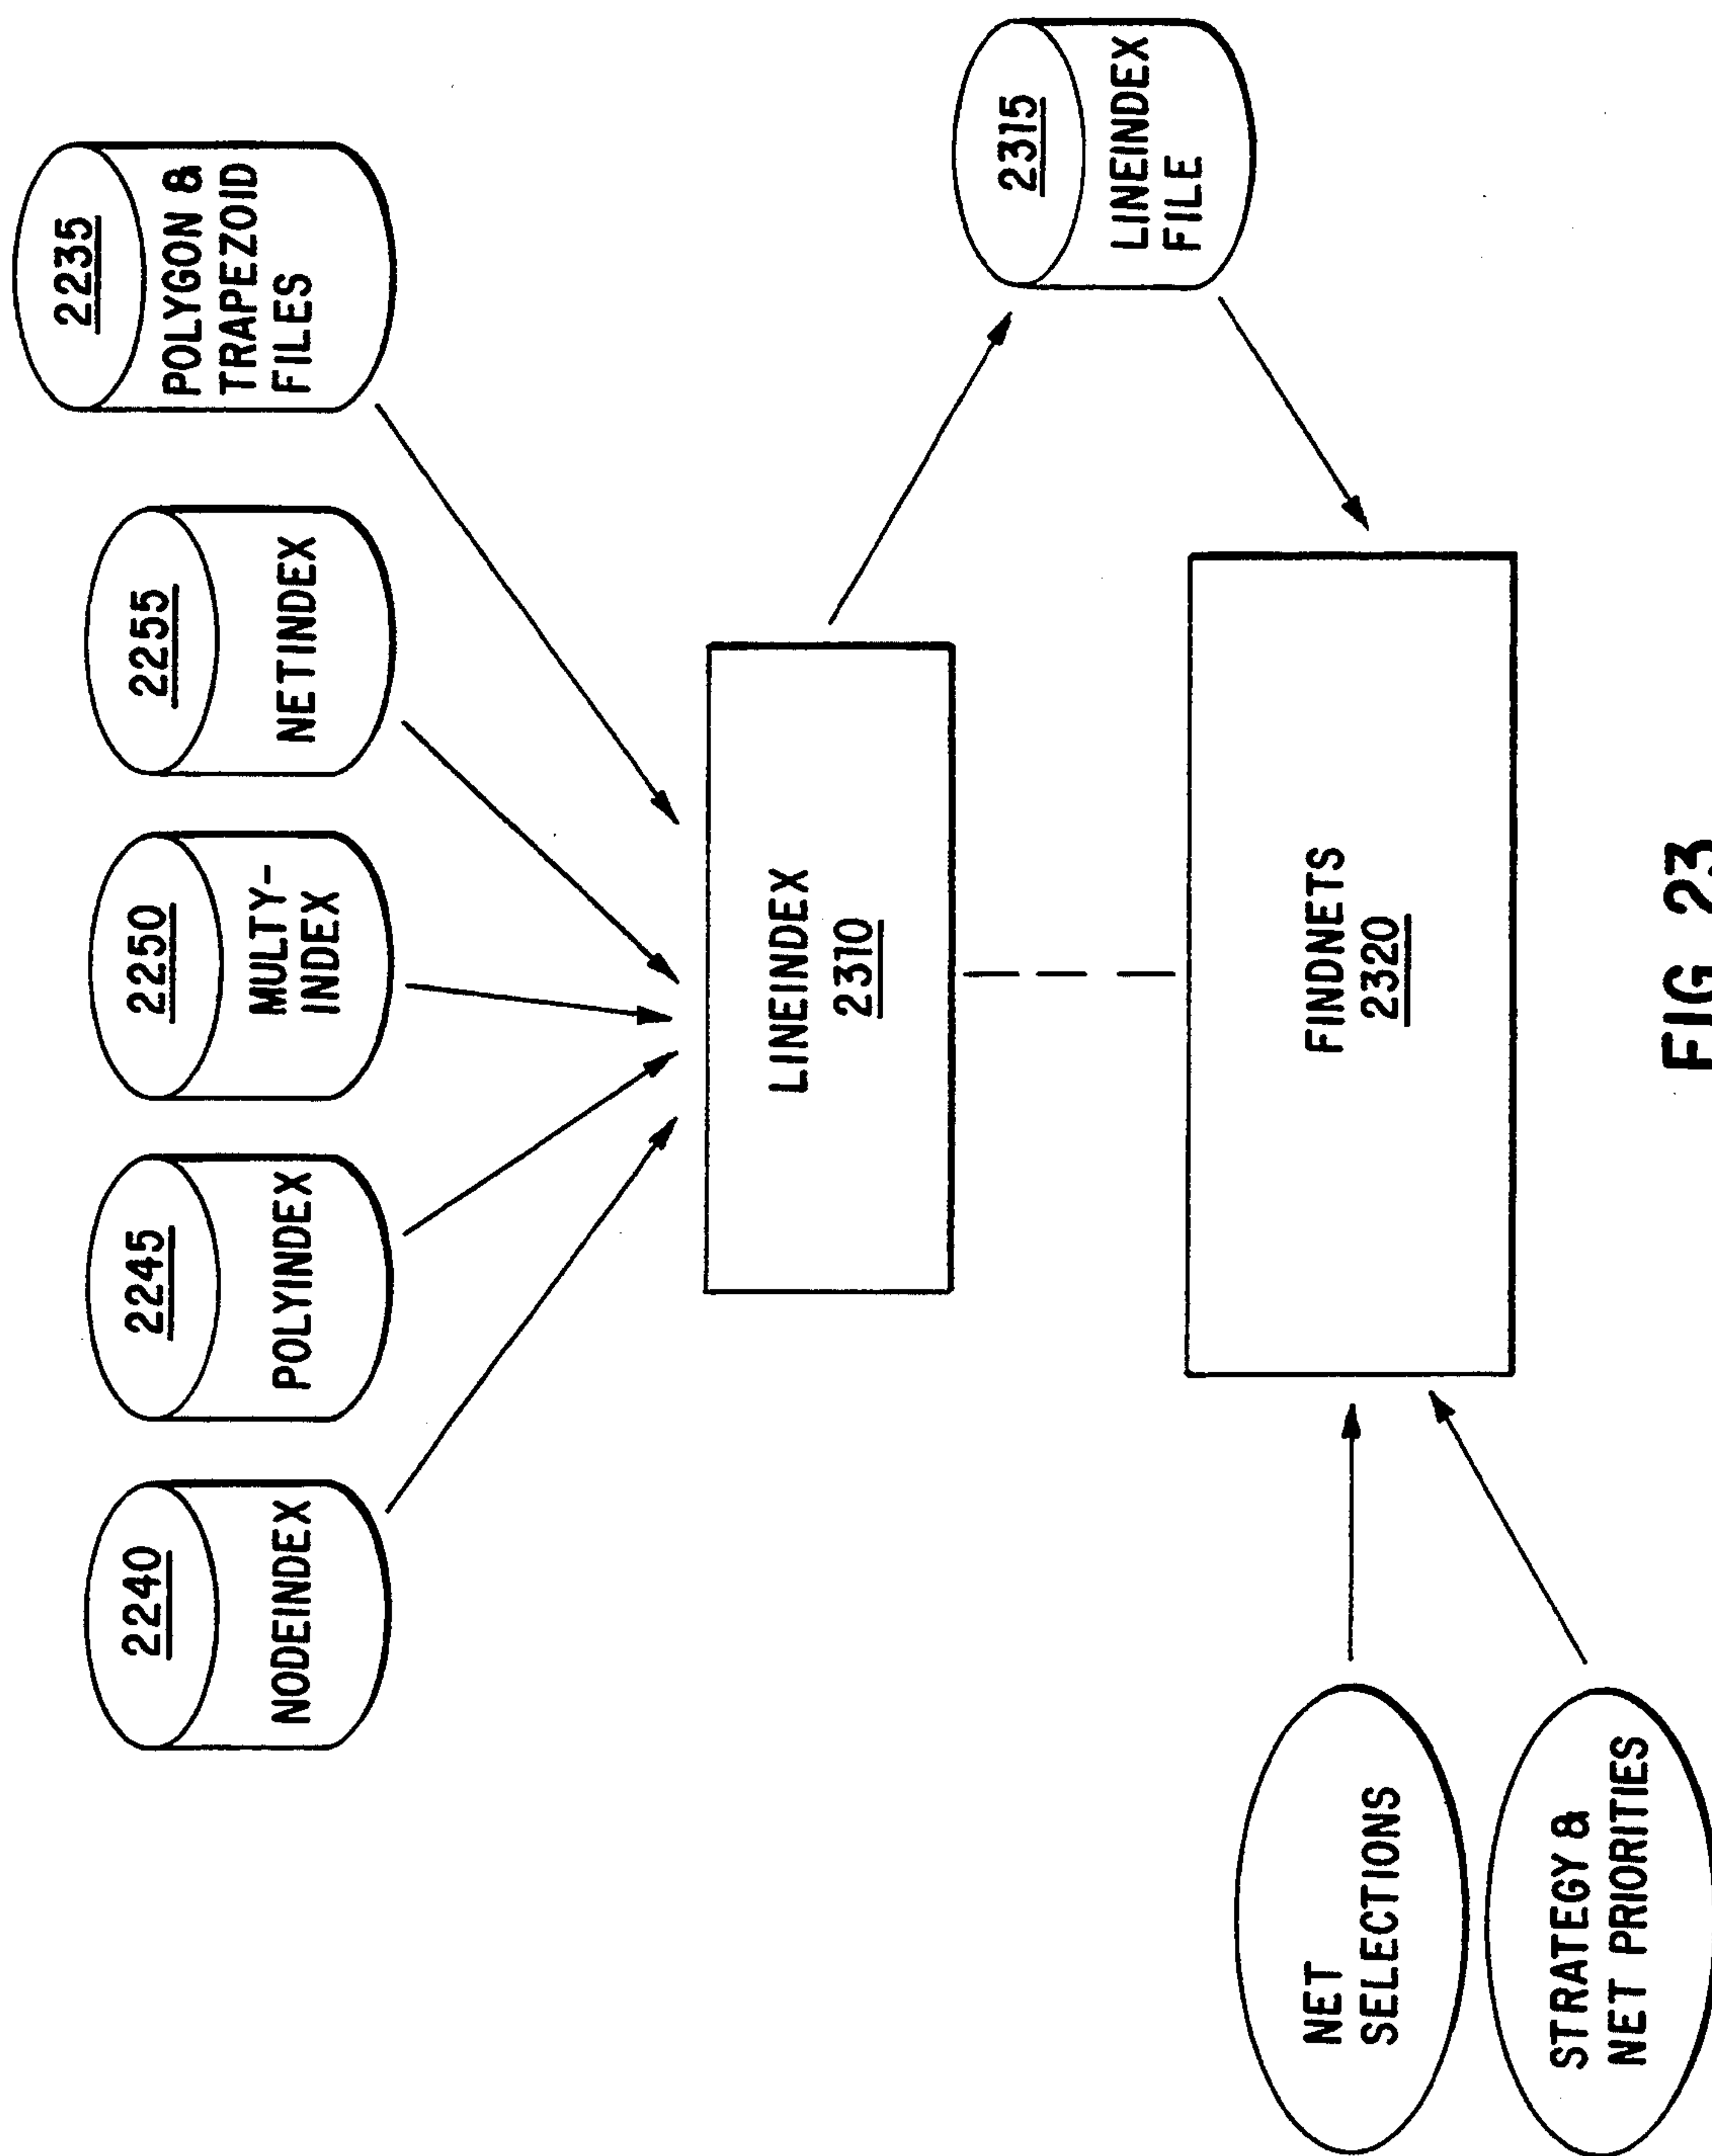 2240
NODEINDEX
2245
POLYINDEX
2250
MULTY-
INDEX
2255
NETINDEX
2235
POLYGON &
TRAPEZOID
FILES
LINEINDEX
2310
2315
LINEINDEX
FILE
FINDNETS
2320
NET
SELECTIONS
STRATEGY &
NET PRIORITIES
FIG 23